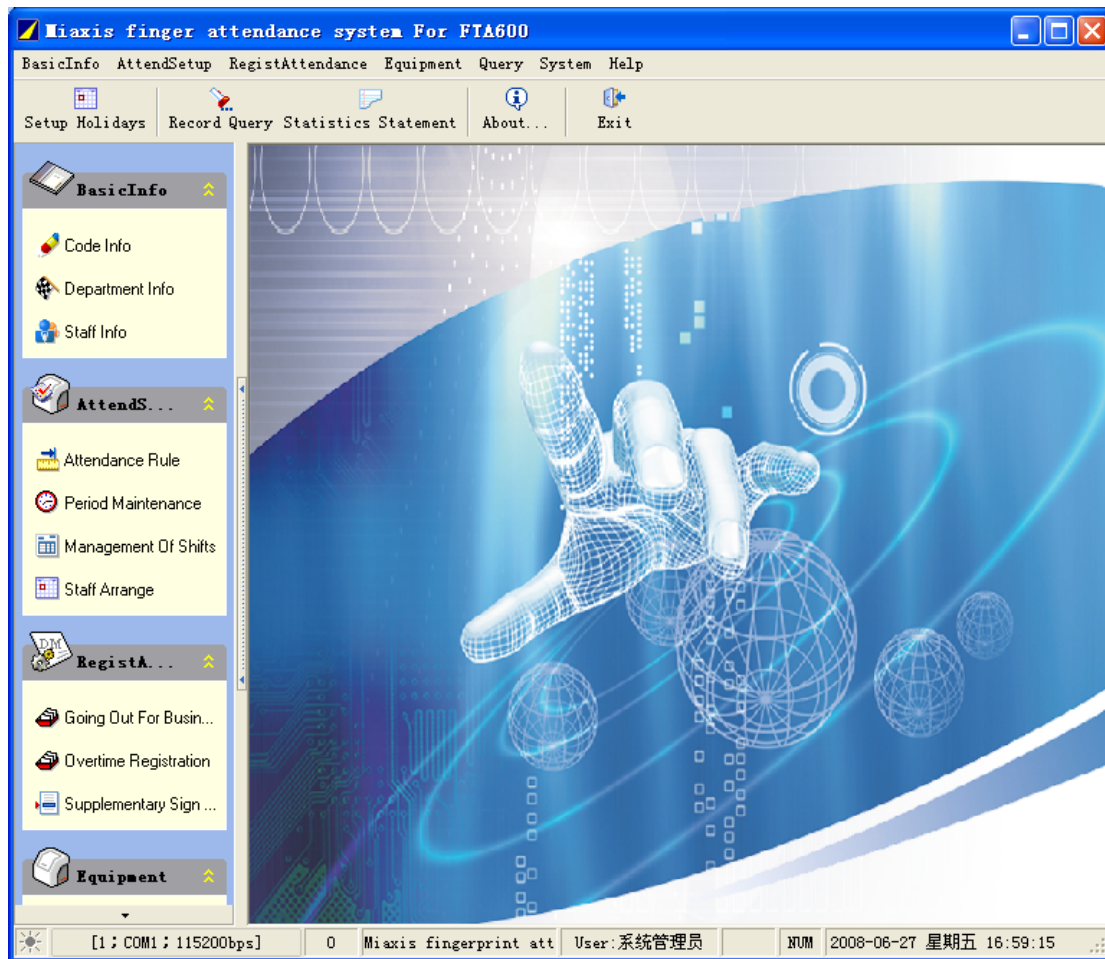 Miaxis finger attendance system For FTA600
BasicInfo AttendSetup RegistAttendance Equipment Query System Help
Setup Holidays Record Query Statistics Statement About... Exit
BasicInfo
Code Info
Department Info
Staff Info
AttendS...
Attendance Rule
Period Maintenance
Management Of Shifts
Staff Arrange
DM
RegistA...
Going Out For Busin...
Overtime Registration
Supplementary Sign ...
Equipment
[1;COM1;115200bps] 0 Miaxis fingerprint att User:系统管理员 NUM 2008-06-27 星期五 16:59:15